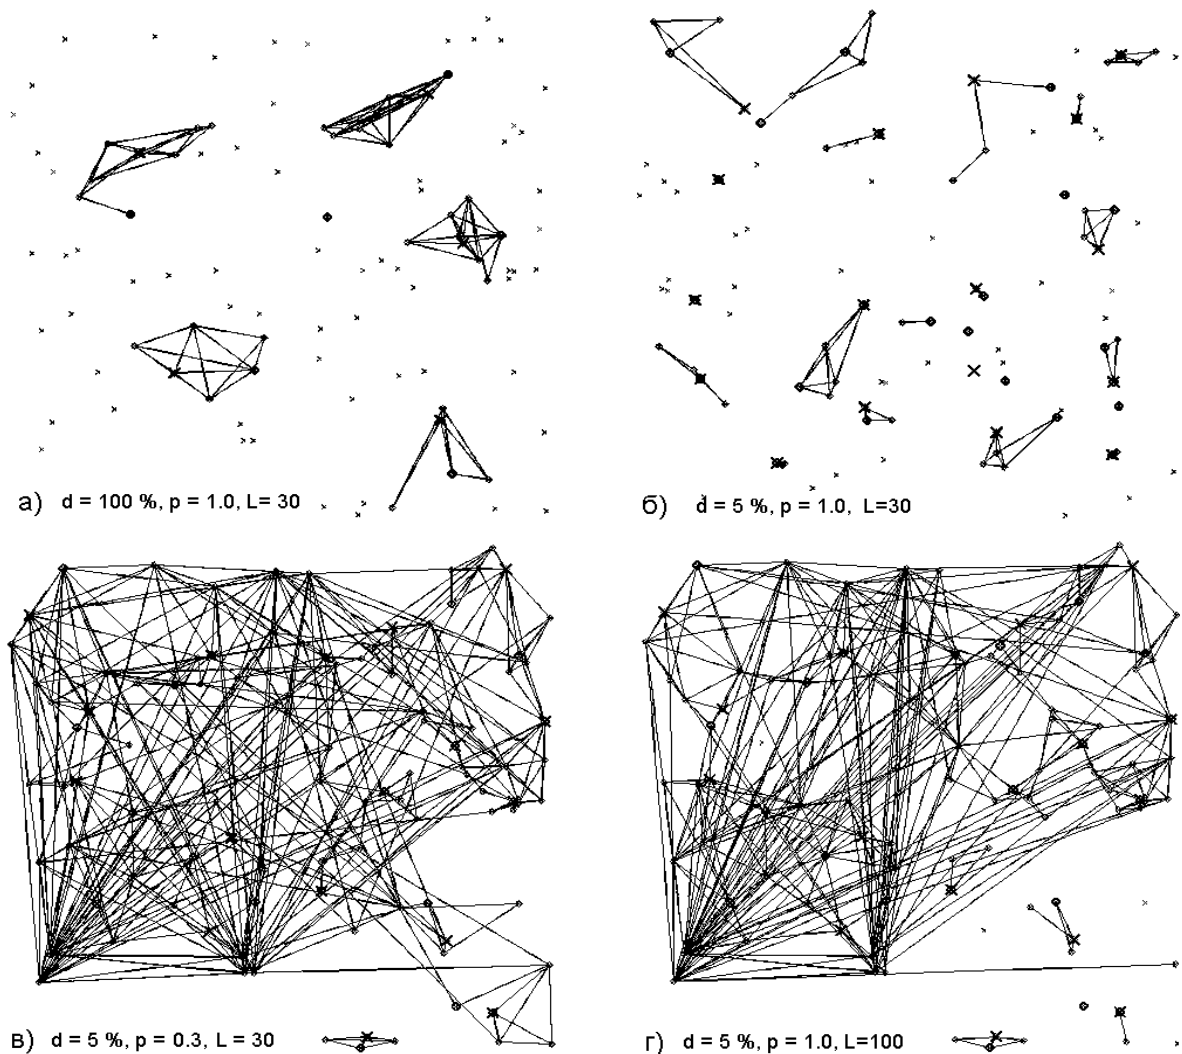 а) d = 100 %, p = 1.0, L= 30
б) d = 5 %, p = 1.0, L=30
в) d = 5 %, p = 0.3, L = 30
г) d = 5 %, p = 1.0, L=100